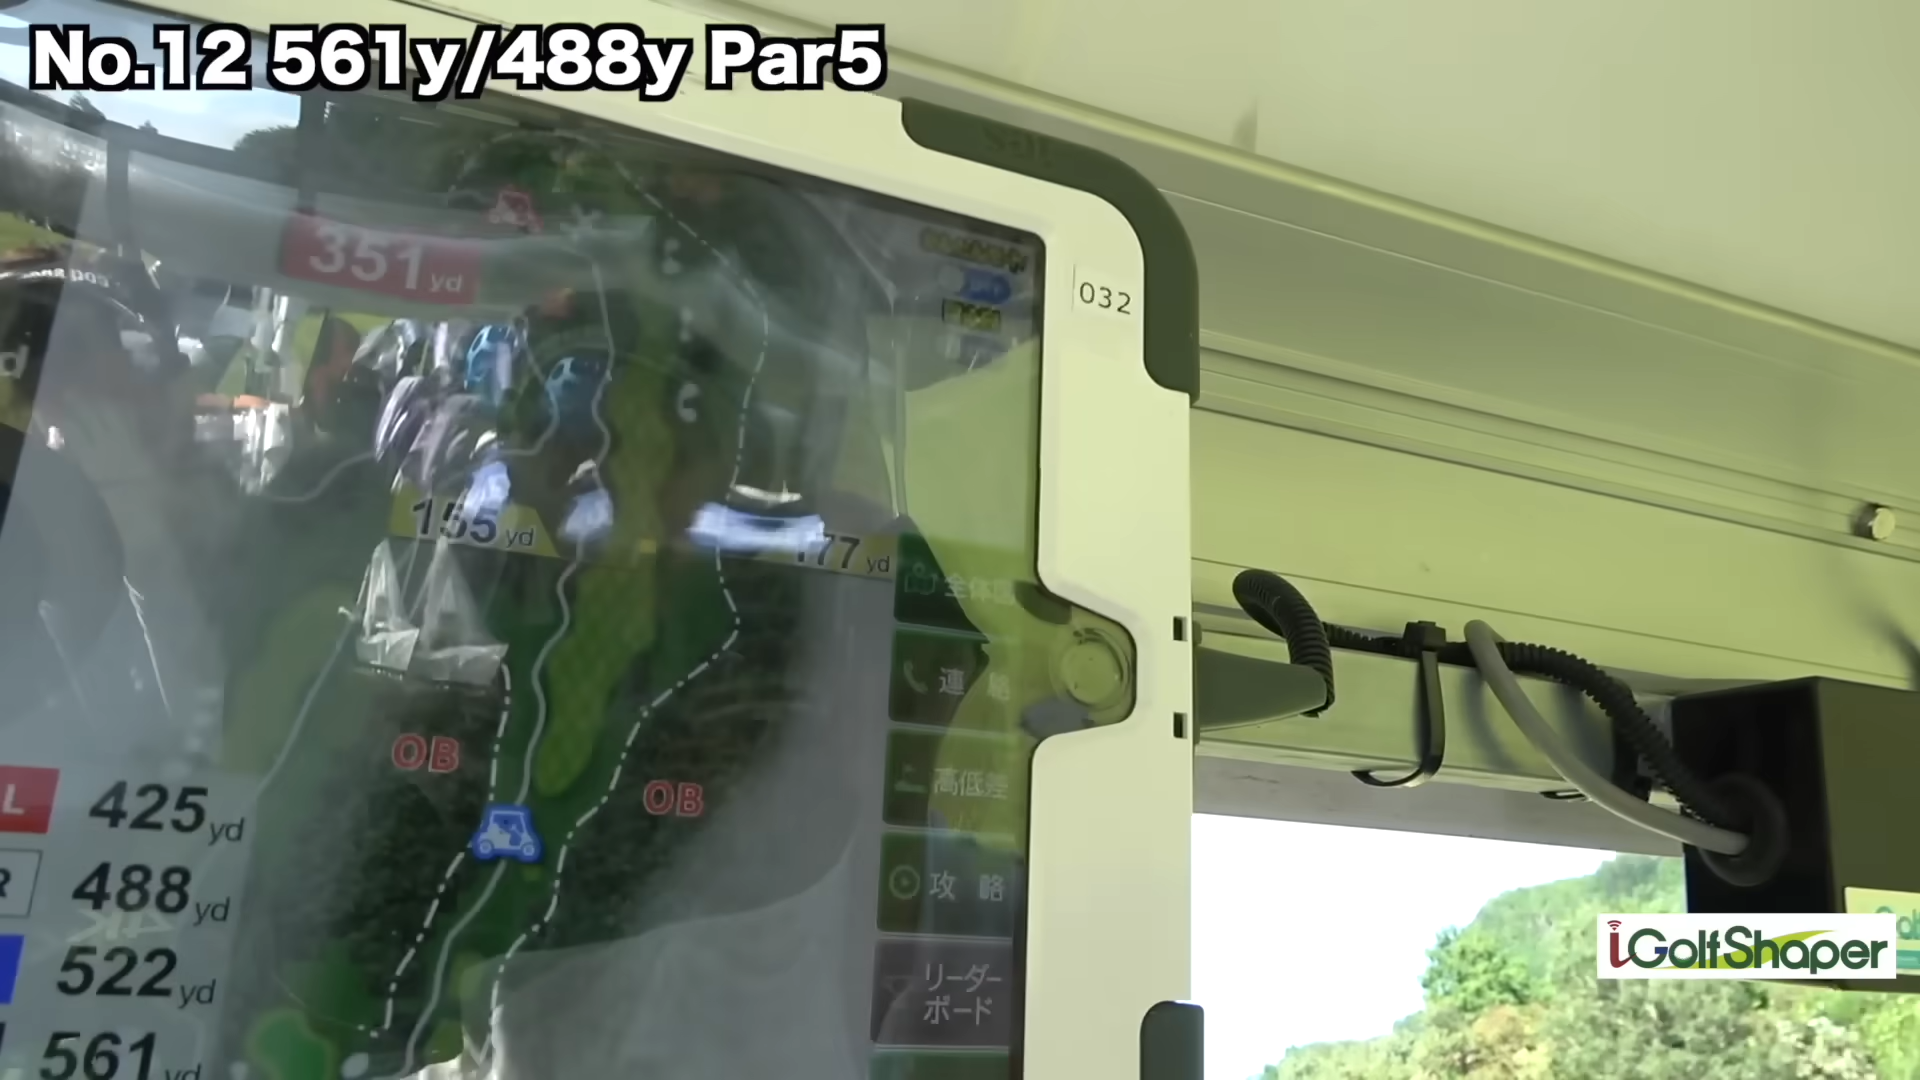 No.12 561y/488y Par5
351yd
032
155yd
77yd
全体図
連 絡
高低差
OB
OB
L 425yd
攻 略
R 488yd
522yd
リーダー
ボード
561yd
iGolfShaper